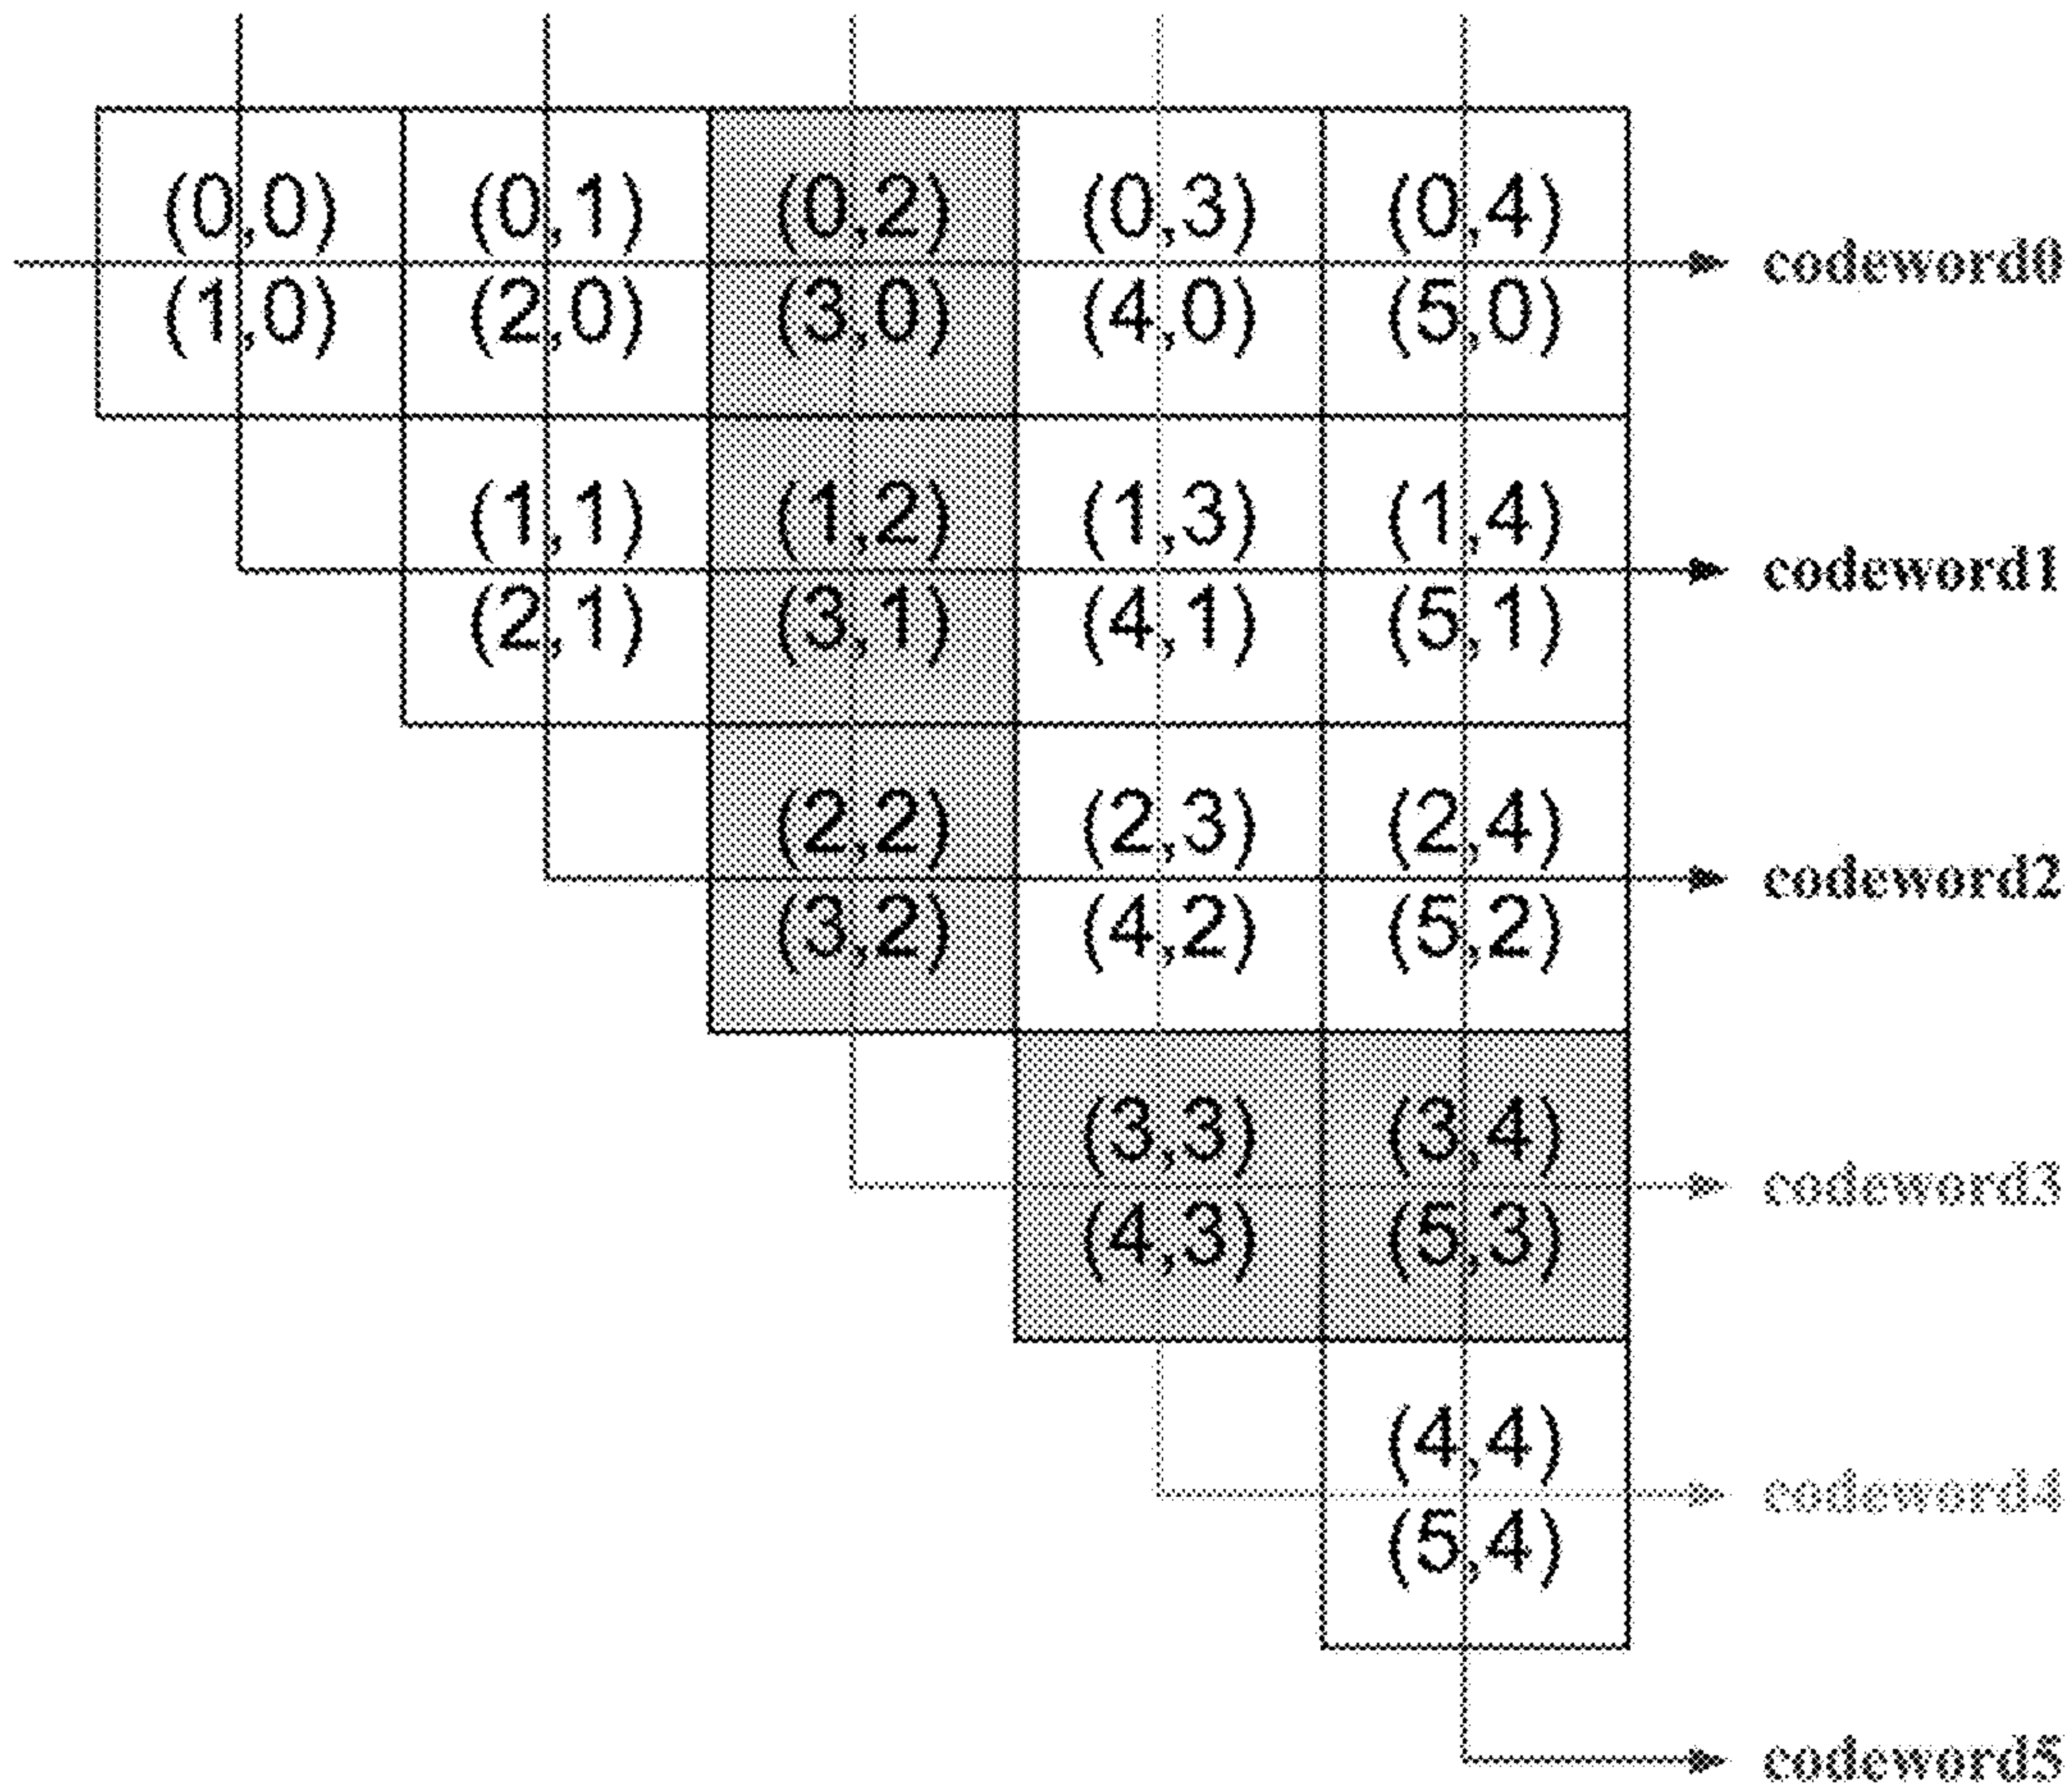 (0,0) (0,1) (0,2) (0,3) (0,4)
codeword0
(1,0) (2,0) (3,0) (4,0) (5,0)
(1,1) (1,2) (1,3) (1,4)
codeword1
(2,1) (3,1) (4,1) (5,1)
(2,2) (2,3) (2,4)
codeword2
(3,2) (4,2) (5,2)
(3,3) (3,4)
codeword3
(4,3) (5,3)
(4,4)
codeword4
(5,4)
codeword5